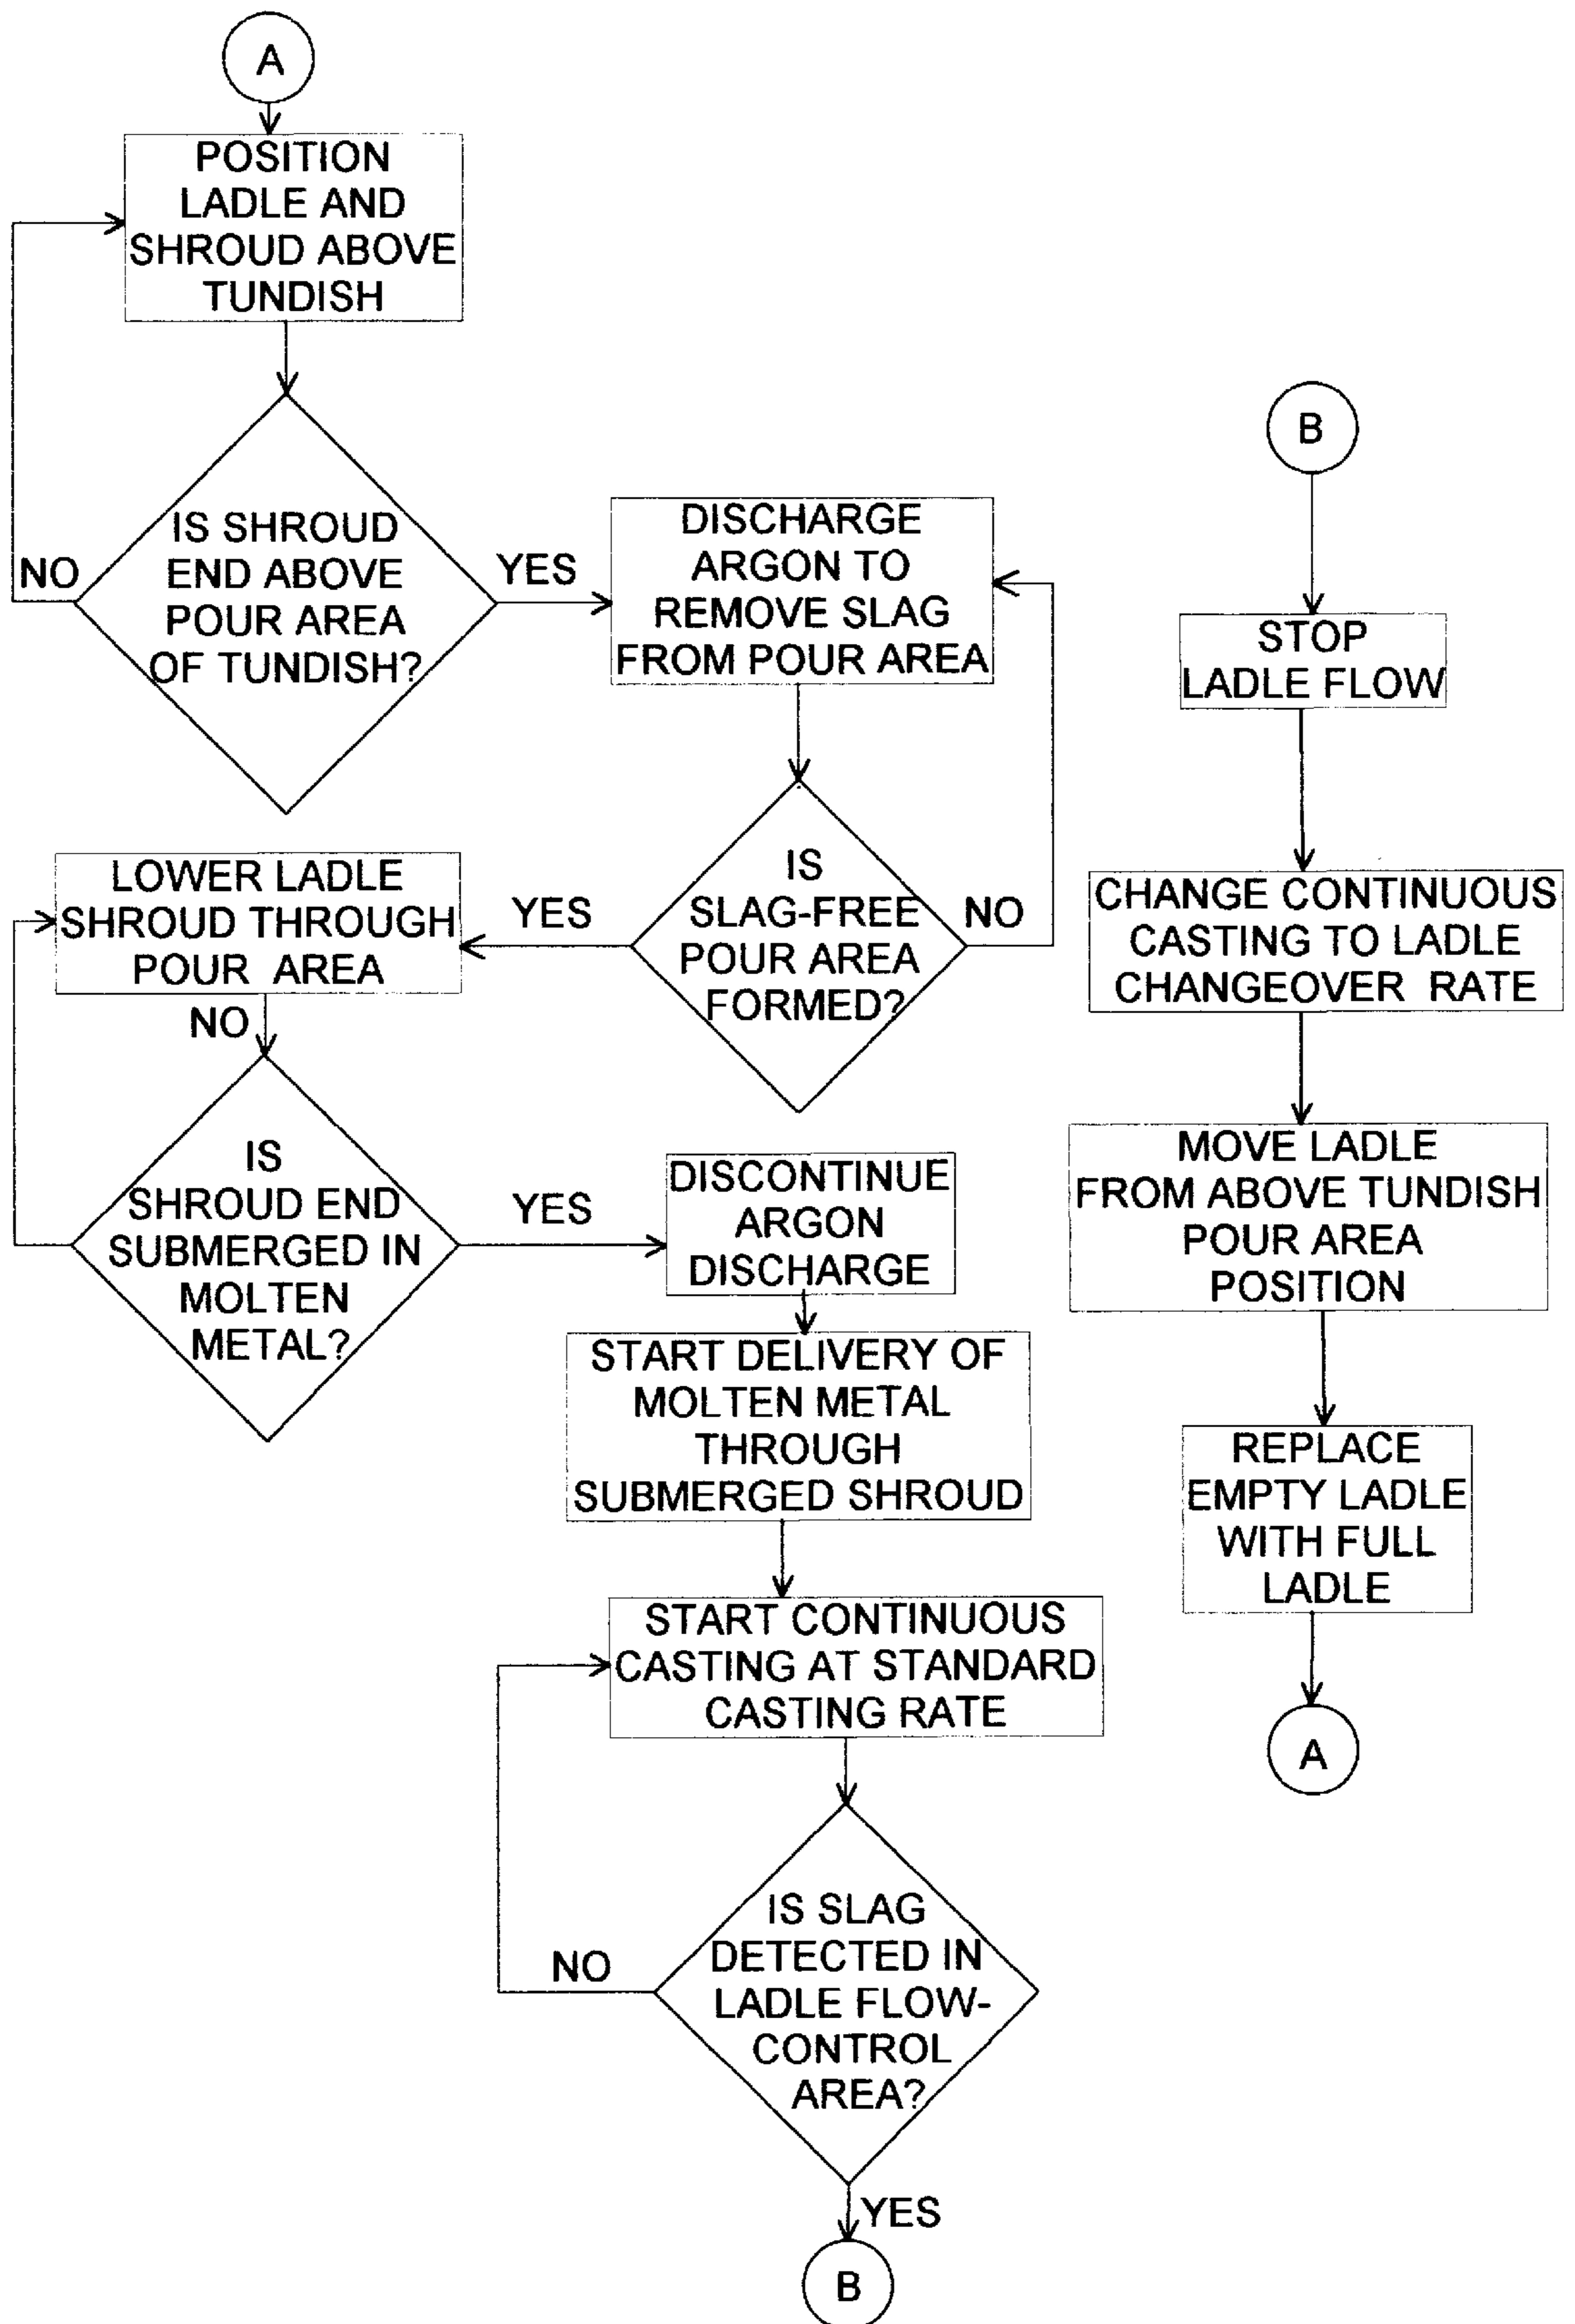 A
POSITION
LADLE AND
SHROUD ABOVE
TUNDISH
IS SHROUD
END ABOVE
POUR AREA
OF TUNDISH?
NO
YES
DISCHARGE
ARGON TO
REMOVE SLAG
FROM POUR AREA
IS
SLAG-FREE
POUR AREA
FORMED?
NO
YES
LOWER LADLE
SHROUD THROUGH
POUR AREA
NO
IS
SHROUD END
SUBMERGED IN
MOLTEN
METAL?
YES
DISCONTINUE
ARGON
DISCHARGE
START DELIVERY OF
MOLTEN METAL
THROUGH
SUBMERGED SHROUD
START CONTINUOUS
CASTING AT STANDARD
CASTING RATE
IS SLAG
DETECTED IN
LADLE FLOW-
CONTROL
AREA?
NO
YES
B
B
STOP
LADLE FLOW
CHANGE CONTINUOUS
CASTING TO LADLE
CHANGEOVER RATE
MOVE LADLE
FROM ABOVE TUNDISH
POUR AREA
POSITION
REPLACE
EMPTY LADLE
WITH FULL
LADLE
A